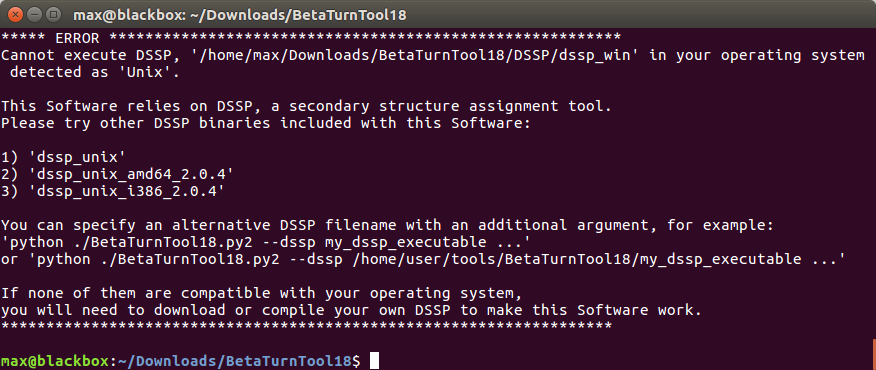 max@blackbox: ~/Downloads/BetaTurnTool18
***** ERROR *********************************************************
Cannot execute DSSP, '/home/max/Downloads/BetaTurnTool18/DSSP/dssp_win' in your operating system
 detected as 'Unix'.
This Software relies on DSSP, a secondary structure assignment tool.
Please try other DSSP binaries included with this Software:
1) 'dssp_unix'
2) 'dssp_unix_amd64_2.0.4'
3) 'dssp_unix_i386_2.0.4'
You can specify an alternative DSSP filename with an additional argument, for example:
'python ./BetaTurnTool18.py2 --dssp my_dssp_executable ...'
or 'python ./BetaTurnTool18.py2 --dssp /home/user/tools/BetaTurnTool18/my_dssp_executable ...'
If none of them are compatible with your operating system,
you will need to download or compile your own DSSP to make this Software work.
********************************************************************
max@blackbox:~/Downloads/BetaTurnTool18$